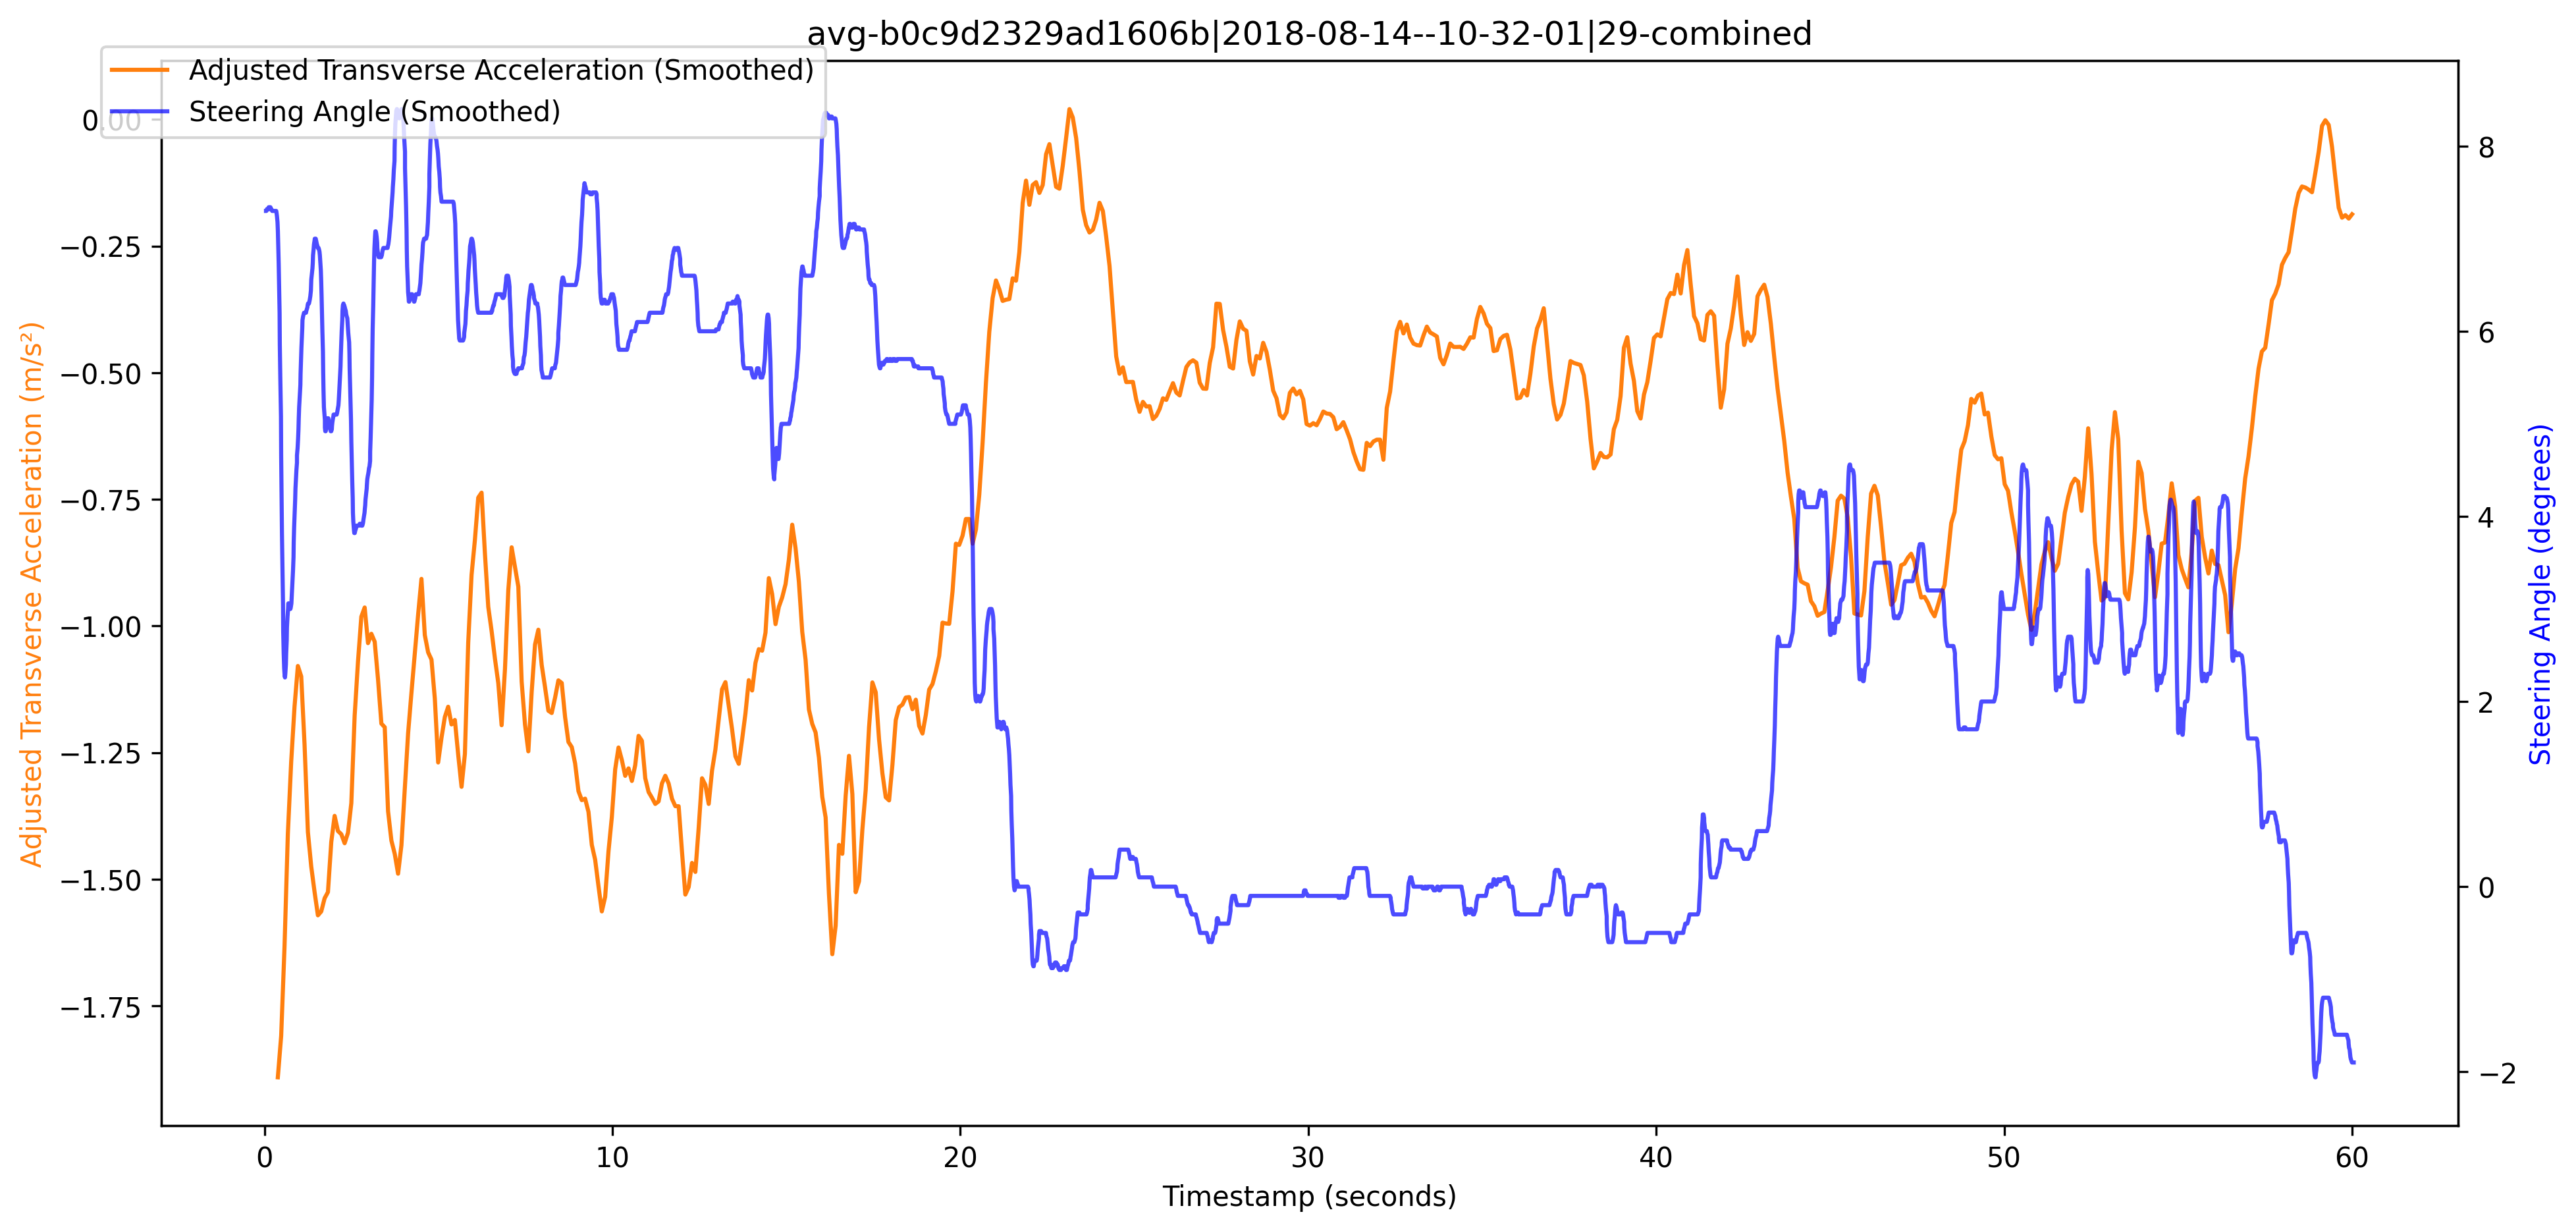 avg-b0c9d2329ad1606b|2018-08-14--10-32-01|29-combined
Adjusted Transverse Acceleration (Smoothed)
Steering Angle (Smoothed)
Adjusted Transverse Acceleration (m/s²)
0.00
−0.25
−0.50
−0.75
−1.00
−1.25
−1.50
−1.75
8
6
4
2
0
−2
Steering Angle (degrees)
0 10 20 30 40 50 60
Timestamp (seconds)